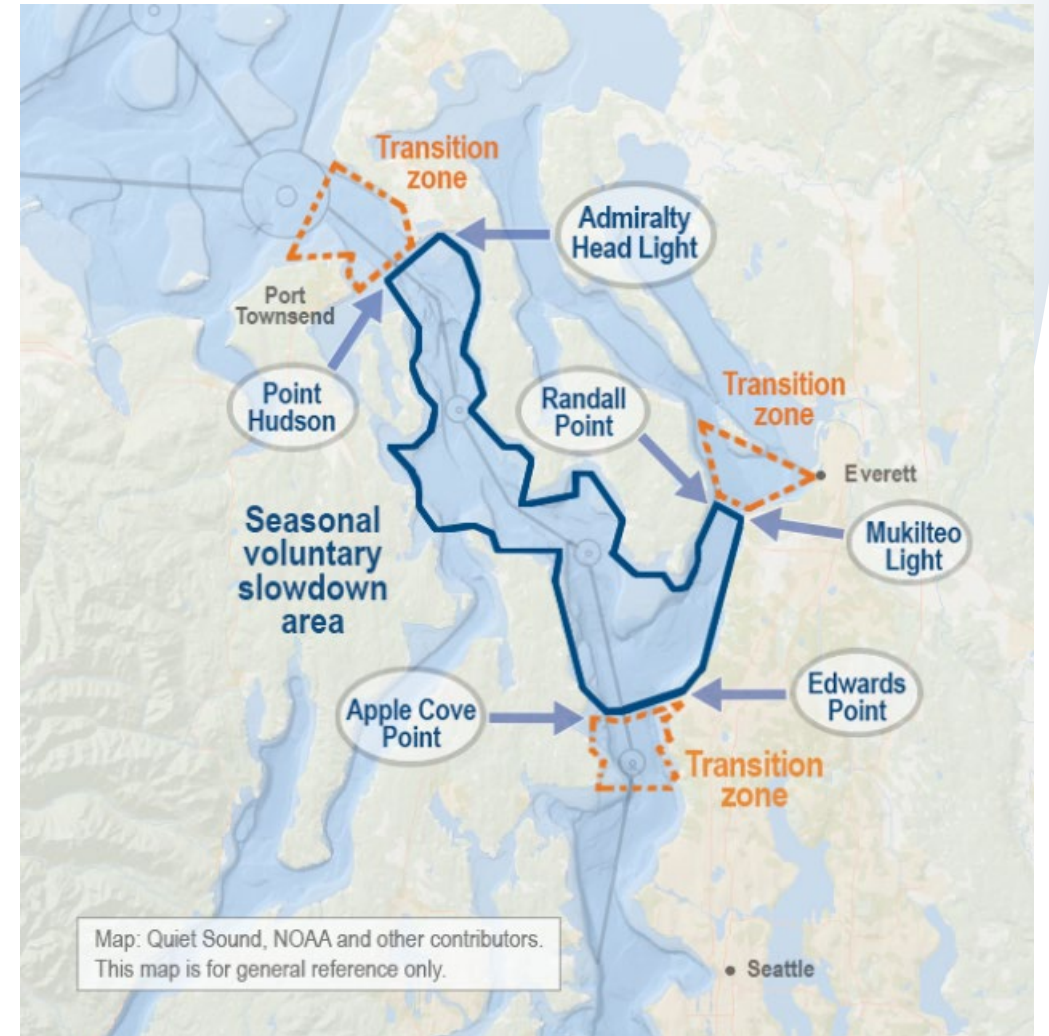 Transition
zone
Admiralty
Head Light
Port
Townsend
Point
Hudson
Randall
Point
Transition
zone
Everett
Mukilteo
Light
Seasonal
voluntary
slowdown
area
Apple Cove
Point
Edwards
Point
Transition
zone
Map: Quiet Sound, NOAA and other contributors.
This map is for general reference only.
Seattle